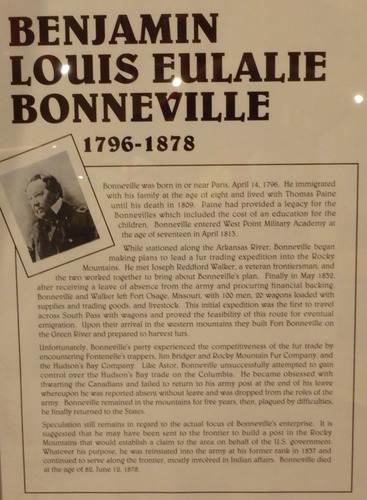 BENJAMIN
LOUIS EULALIE
BONNEVILLE
1796-1878
Bonneville was born in or near Paris, April 14, 1796. He immigrated
with his family at the age of eight and lived with Thomas Paine
until his death in 1809. Paine had provided a legacy for the
Bonnevilles which included the cost of an education for the
children. Bonneville entered West Point Military Academy at
the age of seventeen in April 1813.
While stationed along the Arkansas River, Bonneville began
making plans to lead a fur trading expedition into the Rocky
Mountains. He met Joseph Reddford Walker, a veteran frontiersman, and
the two worked together to bring about Bonneville's plan. Finally in May 1832,
after receiving a leave of absence from the army and procuring financial backing,
Bonneville and Walker left Fort Osage, Missouri, with 120 men, 20 wagons loaded with
supplies and trading goods, and livestock. This initial expedition was the first to travel
across South Pass with wagons and proved the feasibility of this route for eventual
emigration. Upon their arrival in the western mountains they built Fort Bonneville on
the Green River and prepared to harvest furs.
Unfortunately, Bonneville's party experienced the competitiveness of the fur trade by
encountering Fontenelle's trappers, Jim Bridger and Rocky Mountain Fur Company, and
the Hudson's Bay Company. Like Astor, Bonneville unsuccessfully attempted to gain
control over the Hudson's Bay trade on the Columbia. He became obsessed with
thwarting the Canadians and failed to return to his army post at the end of his leave
whereupon he was reported absent without leave and was dropped from the roles of the
army. Bonneville remained in the mountains for five years, then, plagued by difficulties,
he finally returned to the States.
Speculation still remains in regard to the actual focus of Bonneville's enterprise. It is
suggested that he may have been sent to the frontier to build a post in the Rocky
Mountains that would establish a claim to the area on behalf of the U.S. government.
Whatever his purpose, he was reinstated into the army at his former rank in 1837 and
continued to serve along the frontier, mostly involved in Indian affairs. Bonneville died
at the age of 82, June 12, 1878.